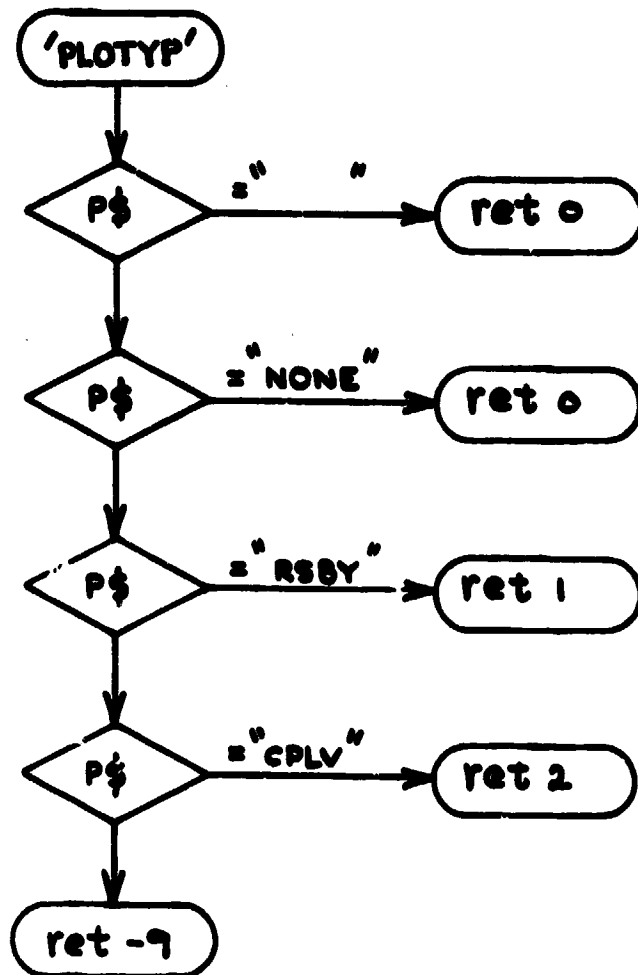 'PLOTYP'
P$
=" "
ret 0
P$
="NONE"
ret 0
P$
="RSBY"
ret 1
P$
="CPLV"
ret 2
ret -9